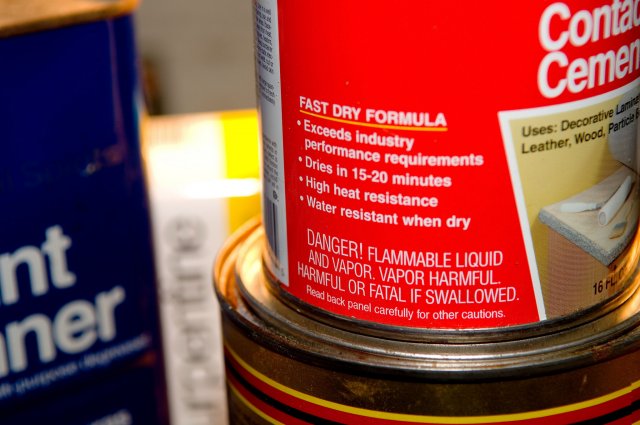 Contac
Cemen
FAST DRY FORMULA
• Exceeds industry
performance requirements
• Dries in 15-20 minutes
• High heat resistance
• Water resistant when dry
Uses: Decorative Lamina
Leather, Wood, Particle B
DANGER! FLAMMABLE LIQUID
AND VAPOR. VAPOR HARMFUL.
HARMFUL OR FATAL IF SWALLOWED.
Read back panel carefully for other cautions.
16 FL. O
nt
nner